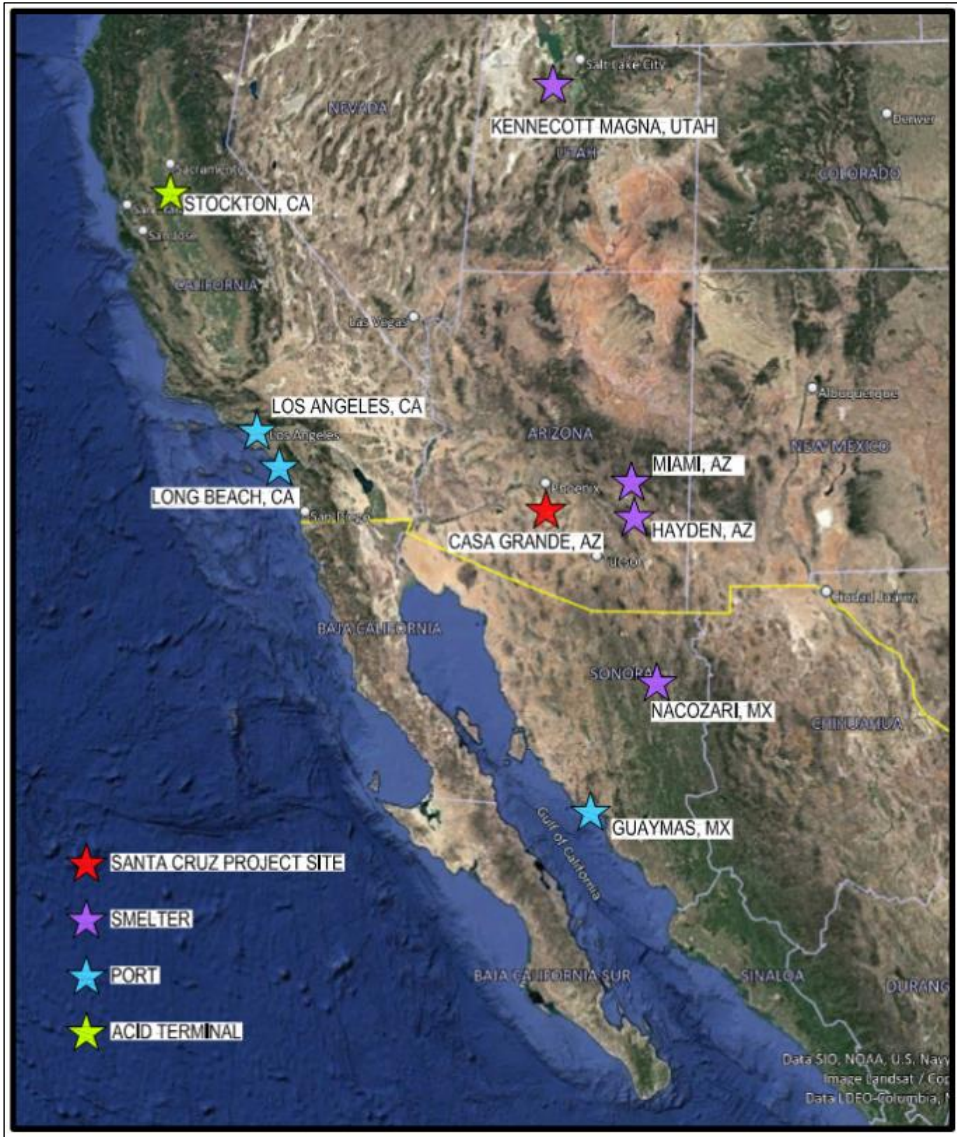 Salt Lake City
NEVADA
KENNECOTT MAGNA, UTAH
UTAH
Denver
COLORADO
Sacramento
STOCKTON, CA
San Jose
CALIFORNIA
Las Vegas
LOS ANGELES, CA
Los Angeles
Albuquerque
ARIZONA
NEW MEXICO
MIAMI, AZ
LONG BEACH, CA
Phoenix
San Diego
HAYDEN, AZ
CASA GRANDE, AZ
Ciudad Juárez
BAJA CALIFORNIA
SONORA
NACOZARI, MX
CHIHUAHUA
GUAYMAS, MX
Gulf of California
SANTA CRUZ PROJECT SITE
SMELTER
PORT
BAJA CALIFORNIA SUR
SINALOA
DURANG
ACID TERMINAL
Data SIO, NOAA, U.S. Navy
Image Landsat / Cop
Data LDEO-Columbia, N